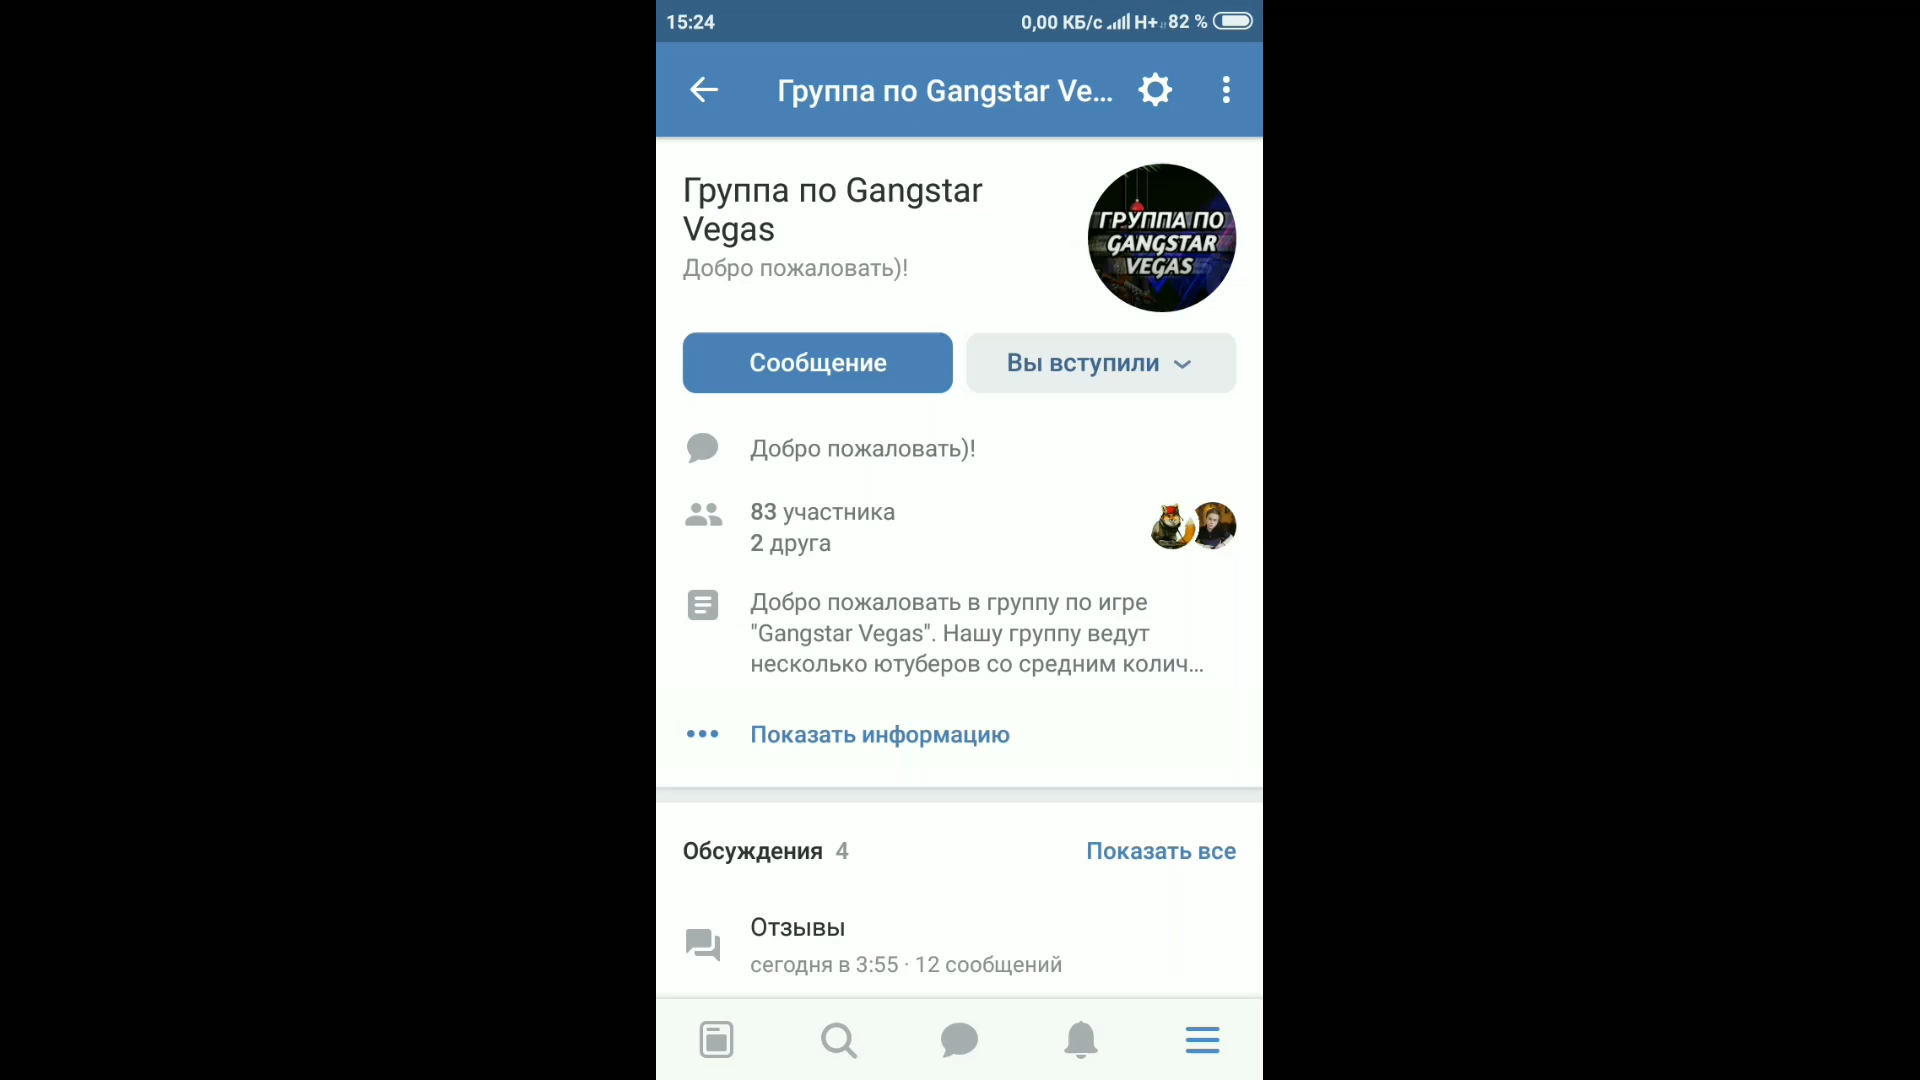 15:24
0,00 КБ/с H+ 82 %
Группа по Gangstar Ve...
Группа по Gangstar
Vegas
Добро пожаловать)!
ГРУППА ПО
GANGSTAR
VEGAS
Сообщение
Вы вступили
Добро пожаловать)!
83 участника
2 друга
Добро пожаловать в группу по игре
"Gangstar Vegas". Нашу группу ведут
несколько ютуберов со средним колич...
Показать информацию
Обсуждения 4
Показать все
Отзывы
сегодня в 3:55 · 12 сообщений